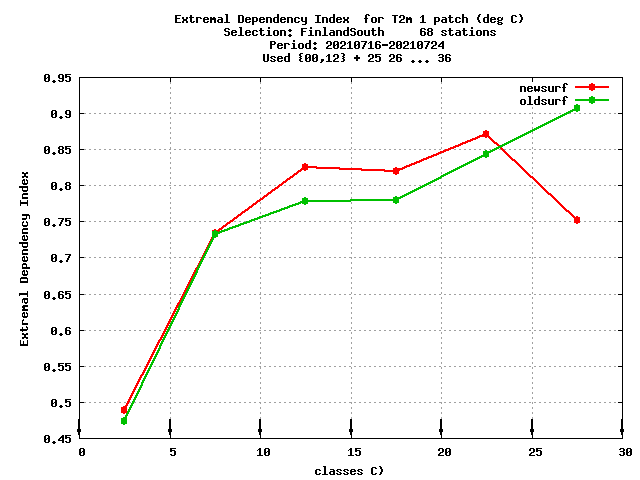 Extremal Dependency Index  for T2m 1 patch (deg C)
Selection: FinlandSouth     68 stations
Period: 20210716-20210724
Used {00,12} + 25 26 ... 36
newsurf
oldsurf
0.95
0.9
0.85
0.8
0.75
0.7
0.65
0.6
0.55
0.5
0.45
Extremal Dependency Index
0 5 10 15 20 25 30
classes C)